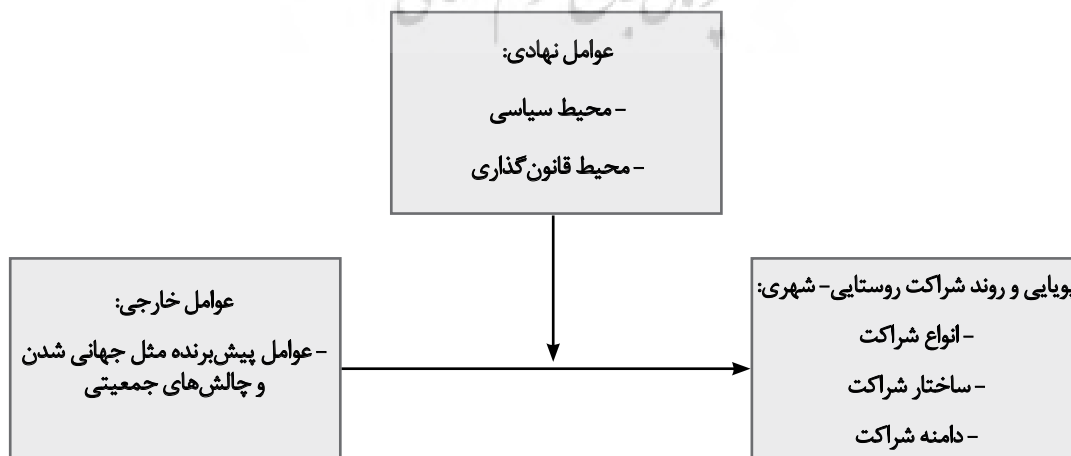 عوامل نهادی:
- محیط سیاسی
- محیط قانون‌گذاری
پویایی و روند شراکت روستایی- شهری:
- انواع شراکت
- ساختار شراکت
- دامنه شراکت
عوامل خارجی:
- عوامل پیش‌برنده مثل جهانی شدن
و چالش‌های جمعیتی